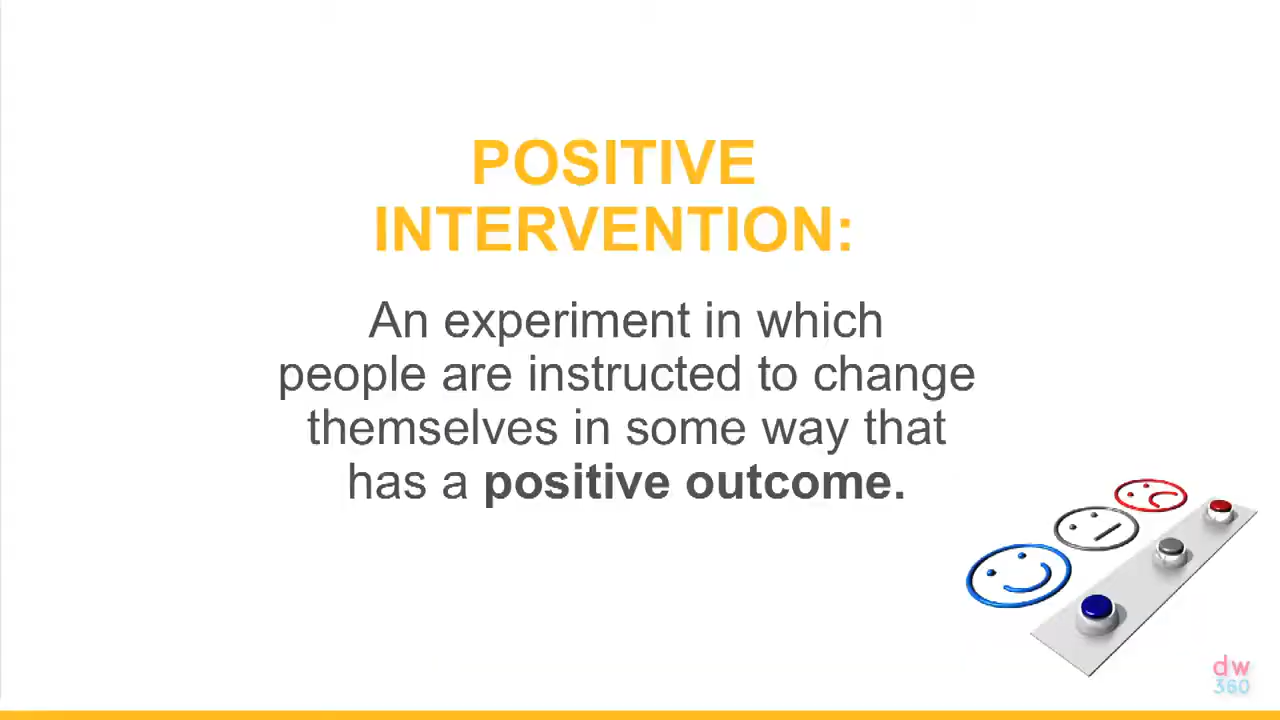 POSITIVE
INTERVENTION:
An experiment in which
people are instructed to change
themselves in some way that
has a positive outcome.
dw
360